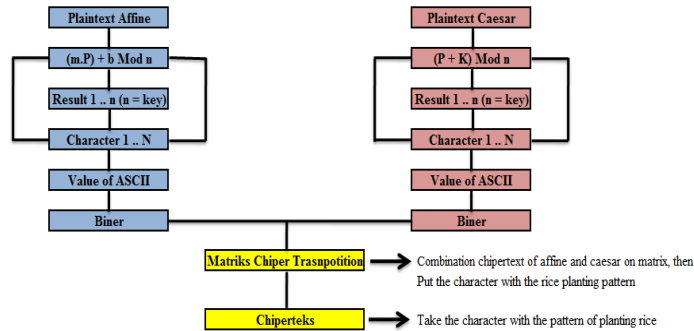 Plaintext Affine
(m.P) + b Mod n
Result 1 .. n (n = key)
Character 1 .. N
Value of ASCII
Biner
Plaintext Caesar
(P + K) Mod n
Result 1 .. n (n = key)
Character 1 .. N
Value of ASCII
Biner
Matriks Chiper Trasnpotition
Combination chipertext of affine and caesar on matrix, then
Put the character with the rice planting pattern
Chiperteks
Take the character with the pattern of planting rice